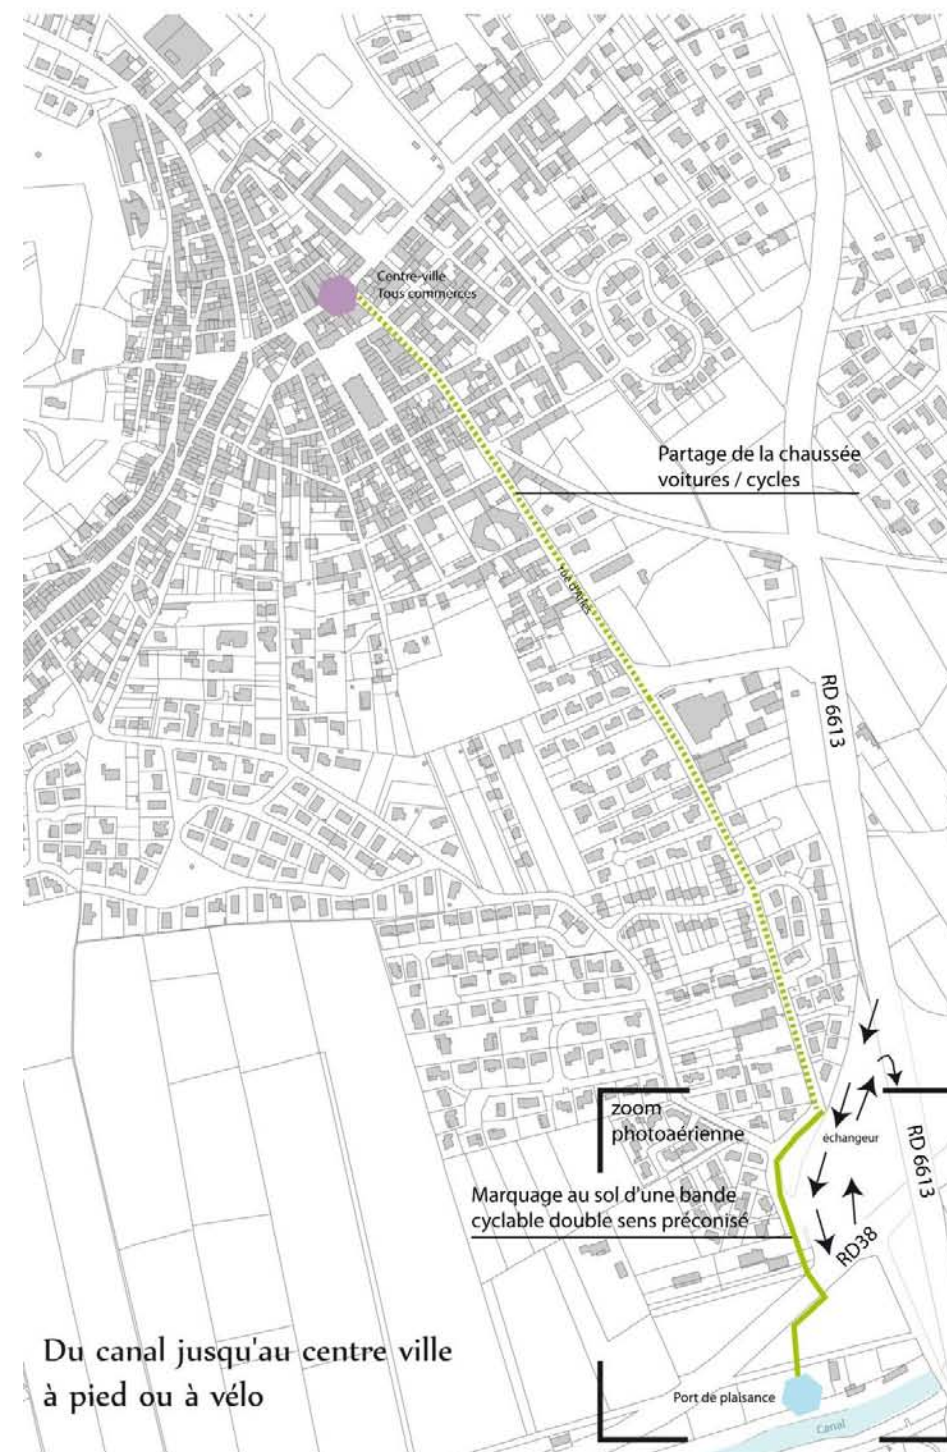 Centre-ville
Tous commerces
Partage de la chaussée
voitures / cycles
RD 6613
zoom
photoaérienne
échangeur
RD 6613
Marquage au sol d'une bande
cyclable double sens préconisé
RD38
Du canal jusqu'au centre ville
à pied ou à vélo
Port de plaisance
Canal